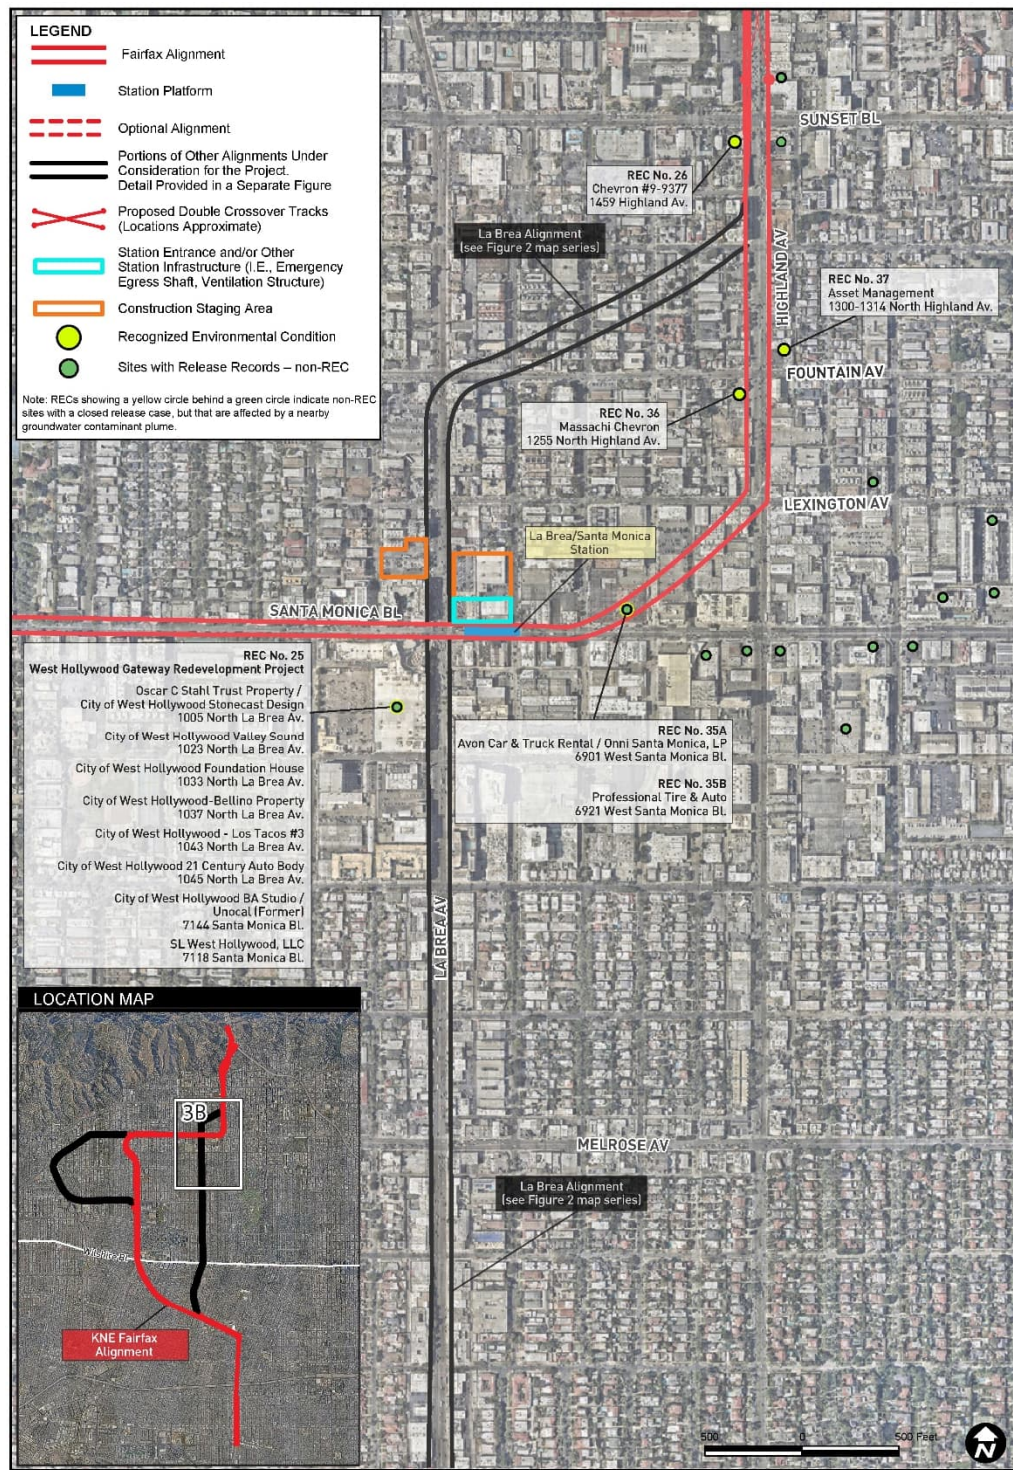 LEGEND
Fairfax Alignment
Station Platform
Optional Alignment
Portions of Other Alignments Under
Consideration for the Project.
Detail Provided in a Separate Figure
Proposed Double Crossover Tracks
(Locations Approximate)
Station Entrance and/or Other
Station Infrastructure (I.E., Emergency
Egress Shaft, Ventilation Structure)
Construction Staging Area
Recognized Environmental Condition
Sites with Release Records – non-REC
Note: RECs showing a yellow circle behind a green circle indicate non-REC
sites with a closed release case, but that are affected by a nearby
groundwater contaminant plume.
SUNSET BL
REC No. 26
Chevron #9-9377
1459 Highland Av.
La Brea Alignment
(see Figure 2 map series)
HIGHLAND AV
REC No. 37
Asset Management
1300-1314 North Highland Av.
FOUNTAIN AV
REC No. 36
Massachi Chevron
1255 North Highland Av.
LEXINGTON AV
La Brea/Santa Monica
Station
SANTA MONICA BL
REC No. 25
West Hollywood Gateway Redevelopment Project
Oscar C Stahl Trust Property /
City of West Hollywood Stonecast Design
1005 North La Brea Av.
City of West Hollywood Valley Sound
1023 North La Brea Av.
City of West Hollywood Foundation House
1033 North La Brea Av.
City of West Hollywood-Bellino Property
1037 North La Brea Av.
City of West Hollywood - Los Tacos #3
1043 North La Brea Av.
City of West Hollywood 21 Century Auto Body
1045 North La Brea Av.
City of West Hollywood BA Studio /
Unocal (Former)
7144 Santa Monica Bl.
SL West Hollywood, LLC
7118 Santa Monica Bl.
REC No. 35A
Avon Car & Truck Rental / Onni Santa Monica, LP
6901 West Santa Monica Bl.
REC No. 35B
Professional Tire & Auto
6921 West Santa Monica Bl.
LA BREA AV
LOCATION MAP
3B
Wilshire Bl
KNE Fairfax
Alignment
MELROSE AV
La Brea Alignment
(see Figure 2 map series)
500 0 500 Feet
N